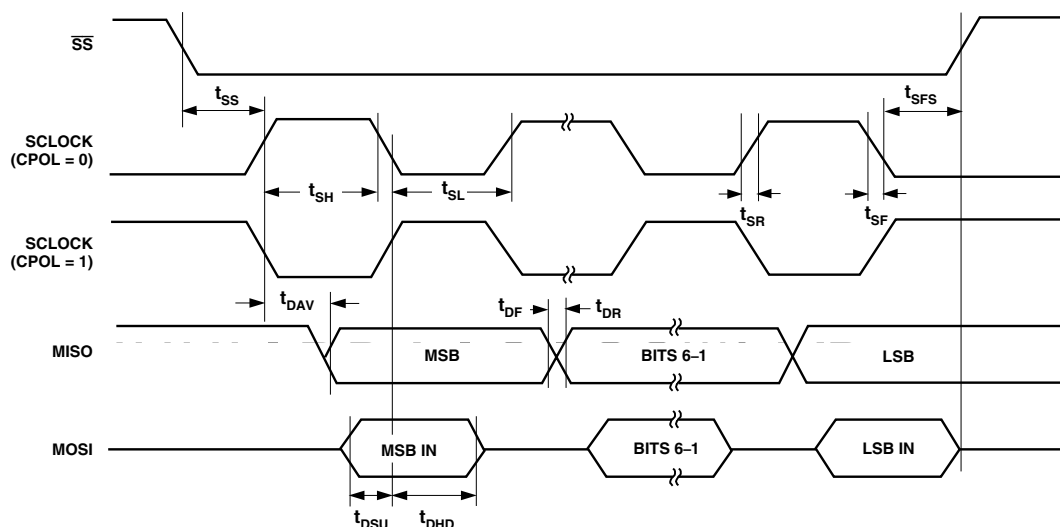 SS
tSS
tSFS
SCLOCK
(CPOL = 0)
tSH
tSL
tSR
tSF
SCLOCK
(CPOL = 1)
tDAV
tDF
tDR
MISO
MSB
BITS 6–1
LSB
MOSI
MSB IN
BITS 6–1
LSB IN
tDSU
tDHD